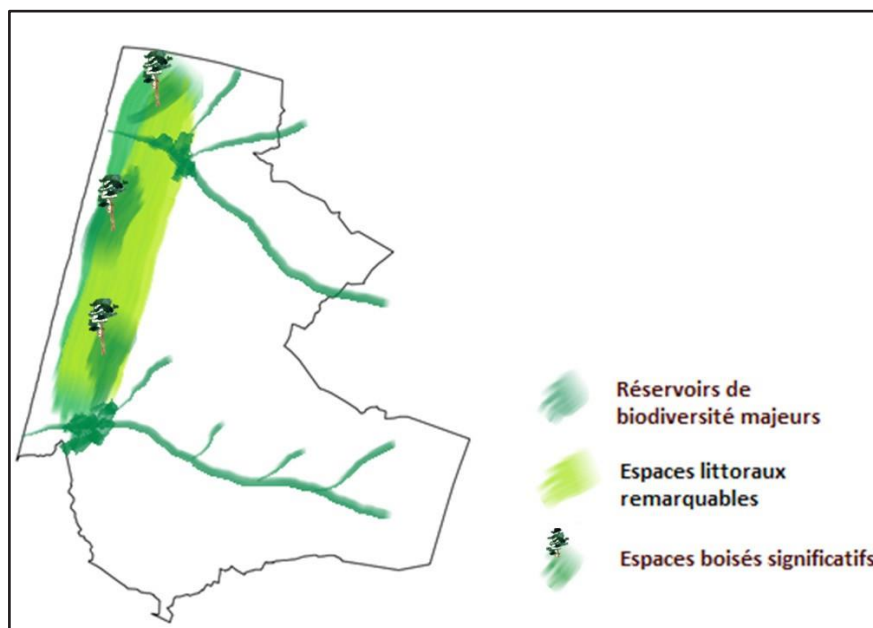 Réservoirs de
biodiversité majeurs
Espaces littoraux
remarquables
Espaces boisés significatifs